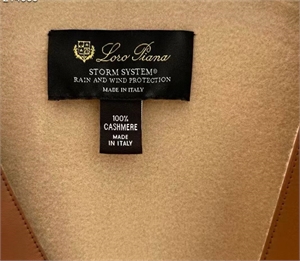 Loro Piana
STORM SYSTEM®
RAIN AND WIND PROTECTION
MADE IN ITALY
100%
CASHMERE
MADE
IN ITALY